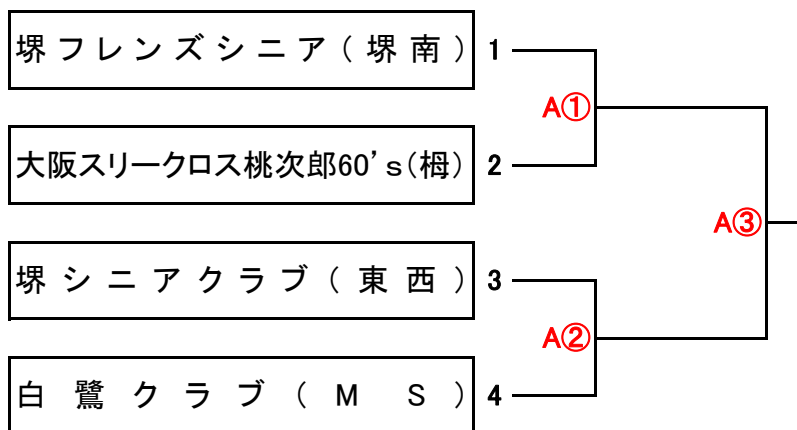 堺フレンズシニア(堺南) 1
A①
大阪スリークロス桃次郎60’ｓ(栂) 2
A③
堺シニアクラブ(東西) 3
A②
白鷺クラブ(MS) 4